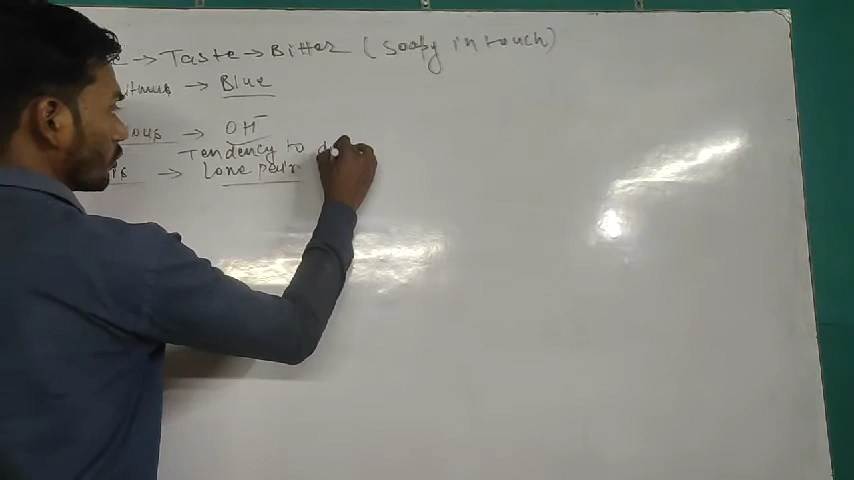 → Taste → Bitter (soapy in touch)
→ Blue
→ OH⁻
Tendency to
→ Lone pair